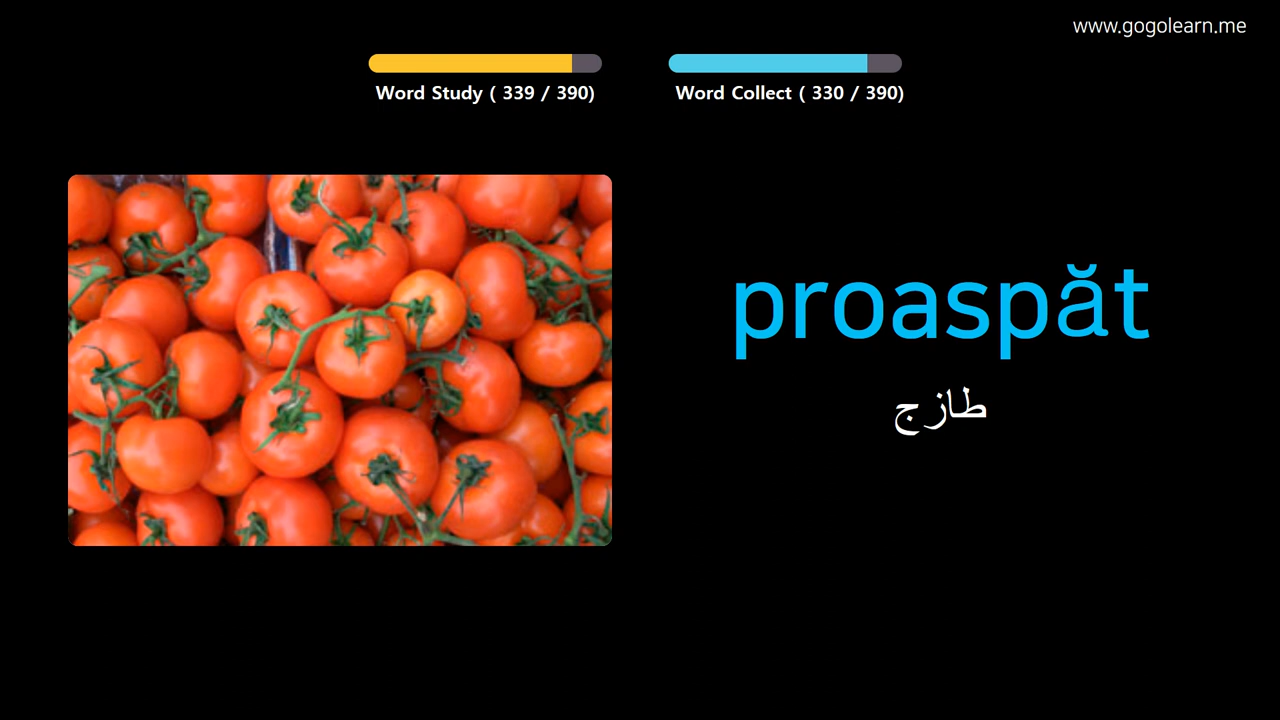 www.gogolearn.me
Word Study ( 339 / 390)
Word Collect ( 330 / 390)
proaspăt
طازج